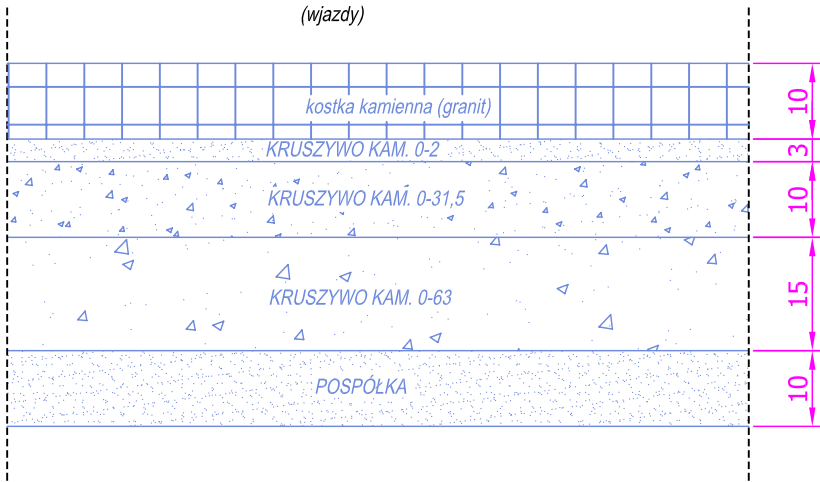 (wjazdy)
kostka kamienna (granit)
10
KRUSZYWO KAM. 0-2
3
KRUSZYWO KAM. 0-31,5
10
KRUSZYWO KAM. 0-63
15
POSPÓŁKA
10